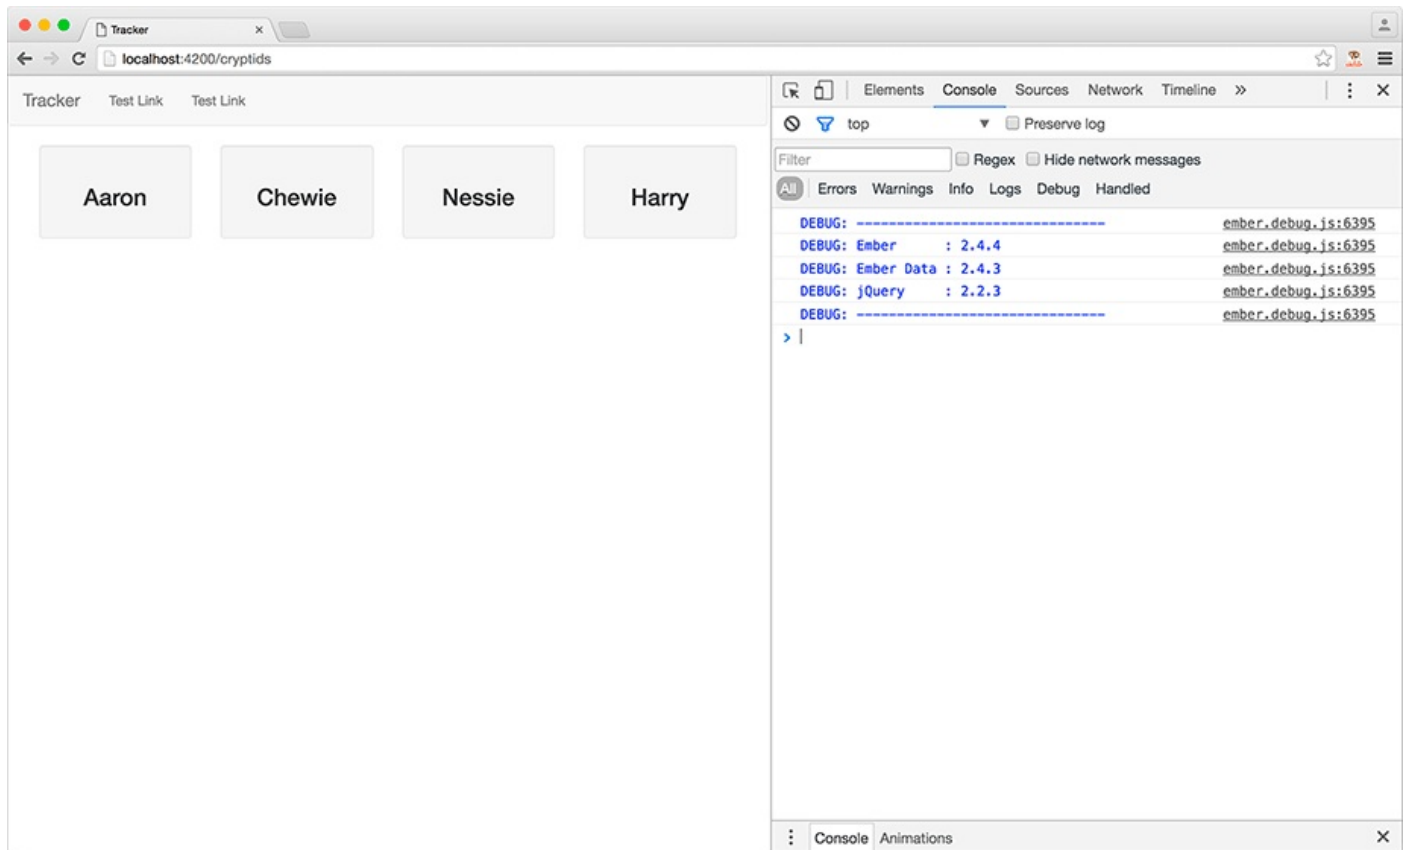 Tracker
localhost:4200/cryptids
Tracker Test Link Test Link
Aaron Chewie Nessie Harry
Elements Console Sources Network Timeline »
top Preserve log
Filter Regex Hide network messages
All Errors Warnings Info Logs Debug Handled
DEBUG: ------------------------------- ember.debug.js:6395
DEBUG: Ember      : 2.4.4 ember.debug.js:6395
DEBUG: Ember Data : 2.4.3 ember.debug.js:6395
DEBUG: jQuery     : 2.2.3 ember.debug.js:6395
DEBUG: ------------------------------- ember.debug.js:6395
>
Console Animations